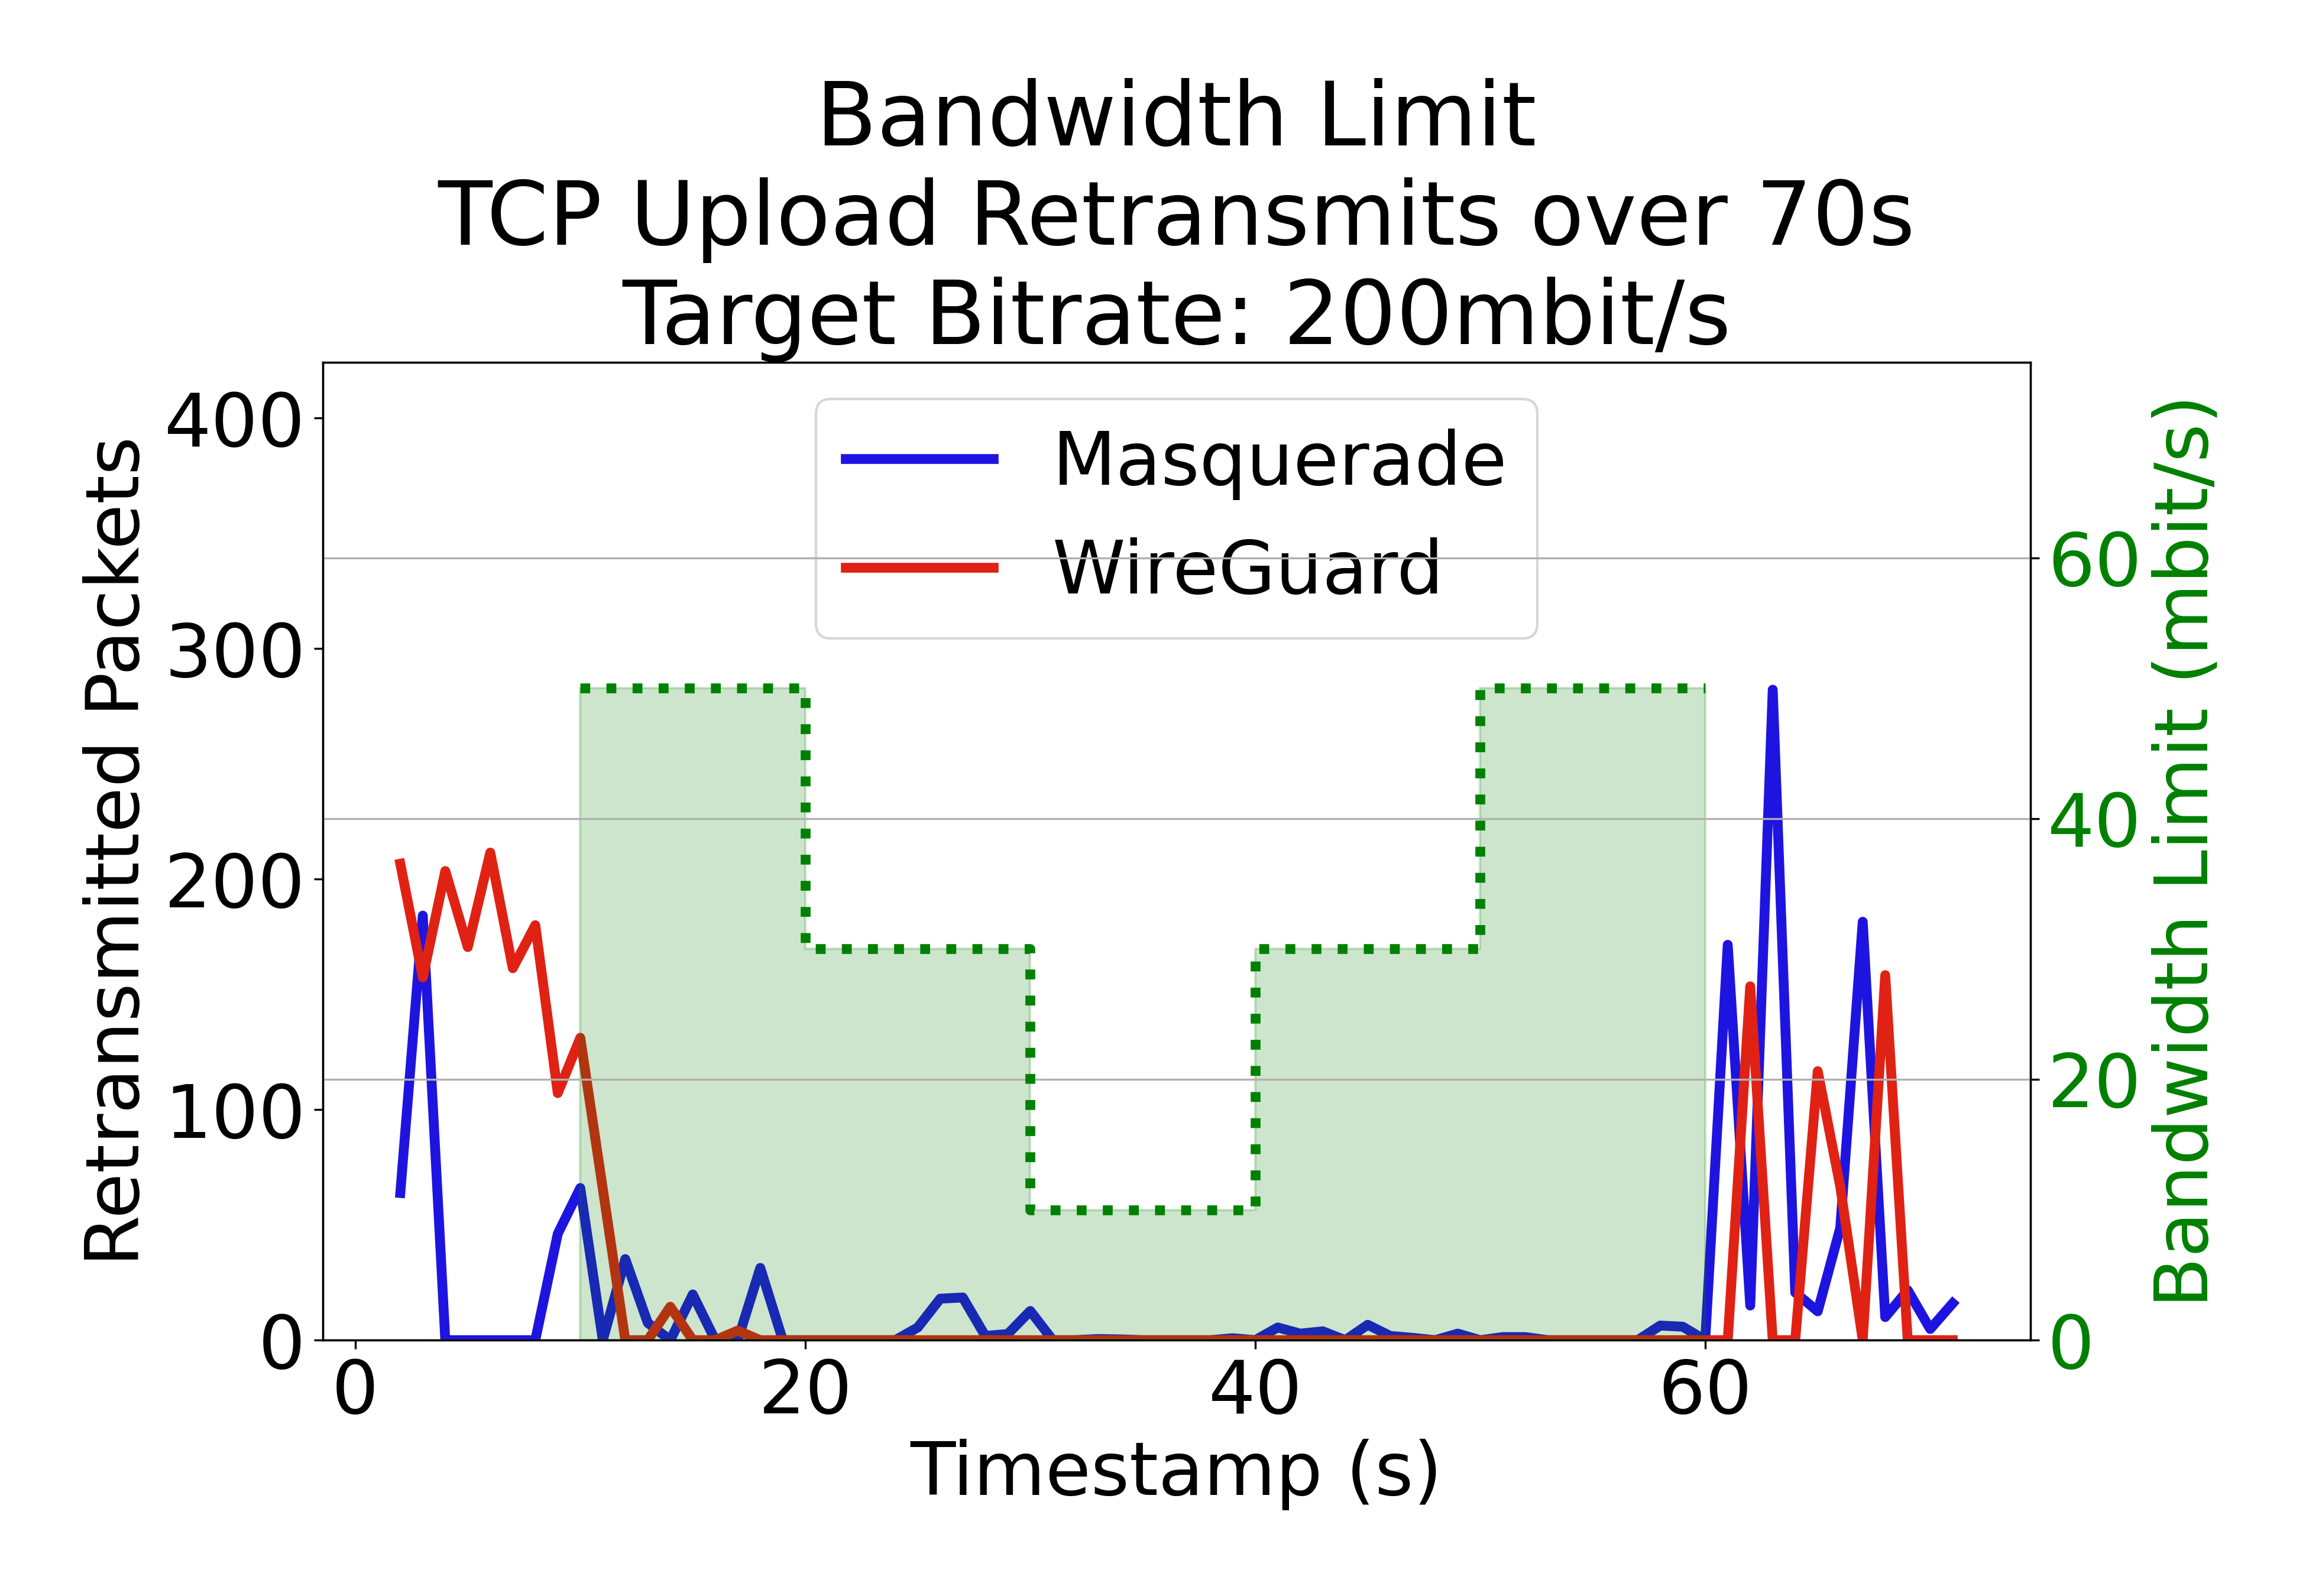 Bandwidth Limit
TCP Upload Retransmits over 70s
Target Bitrate: 200mbit/s
Masquerade
WireGuard
Retransmitted Packets
400
300
200
100
0
0
20
40
60
Timestamp (s)
60
40
20
0
Bandwidth Limit (mbit/s)